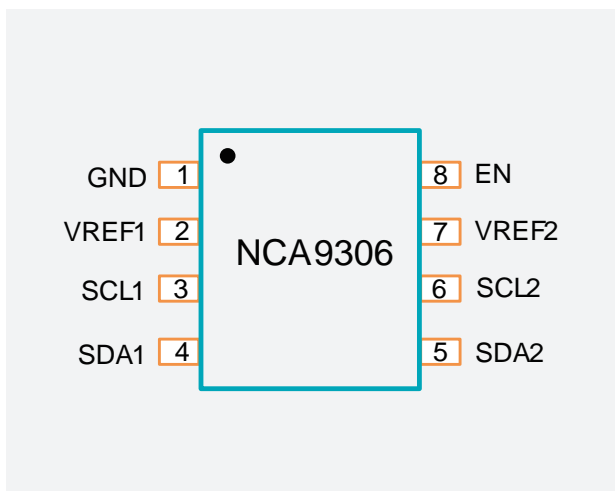 GND 1 8 EN
VREF1 2 7 VREF2
NCA9306
SCL1 3 6 SCL2
SDA1 4 5 SDA2